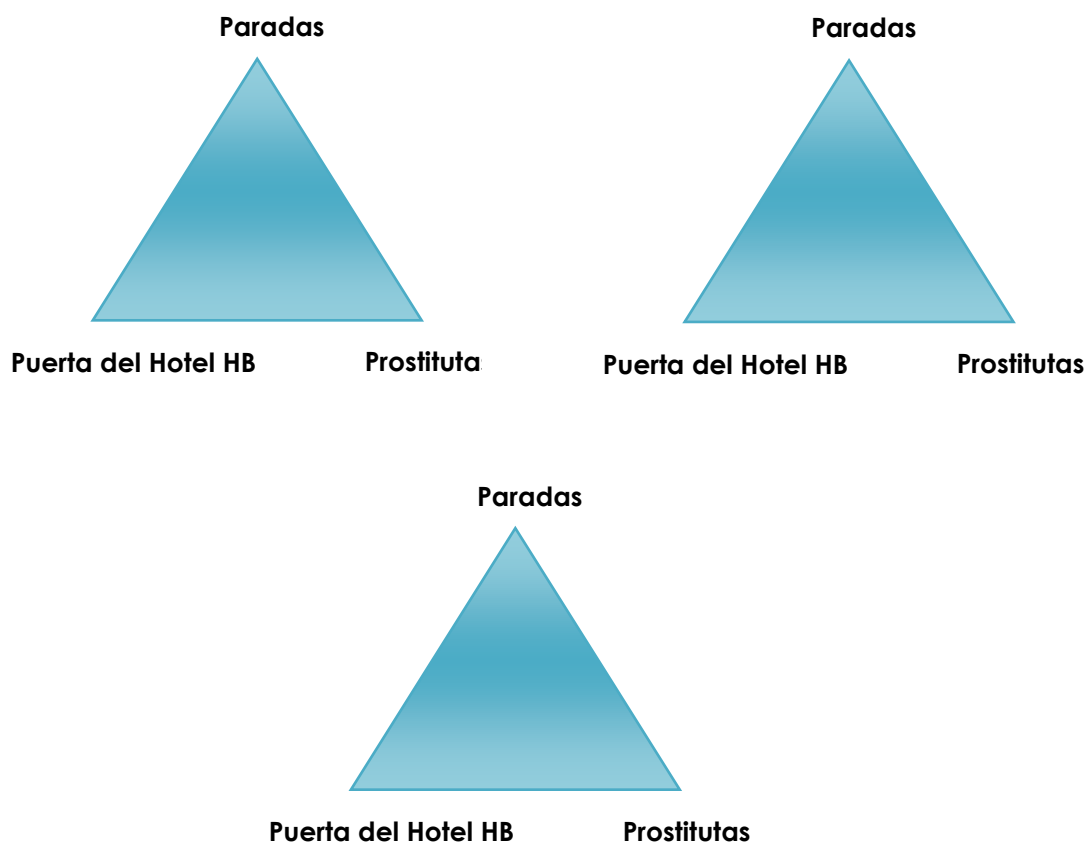 Paradas
Paradas
Puerta del Hotel HB
Prostituta
Puerta del Hotel HB
Prostitutas
Paradas
Puerta del Hotel HB
Prostitutas